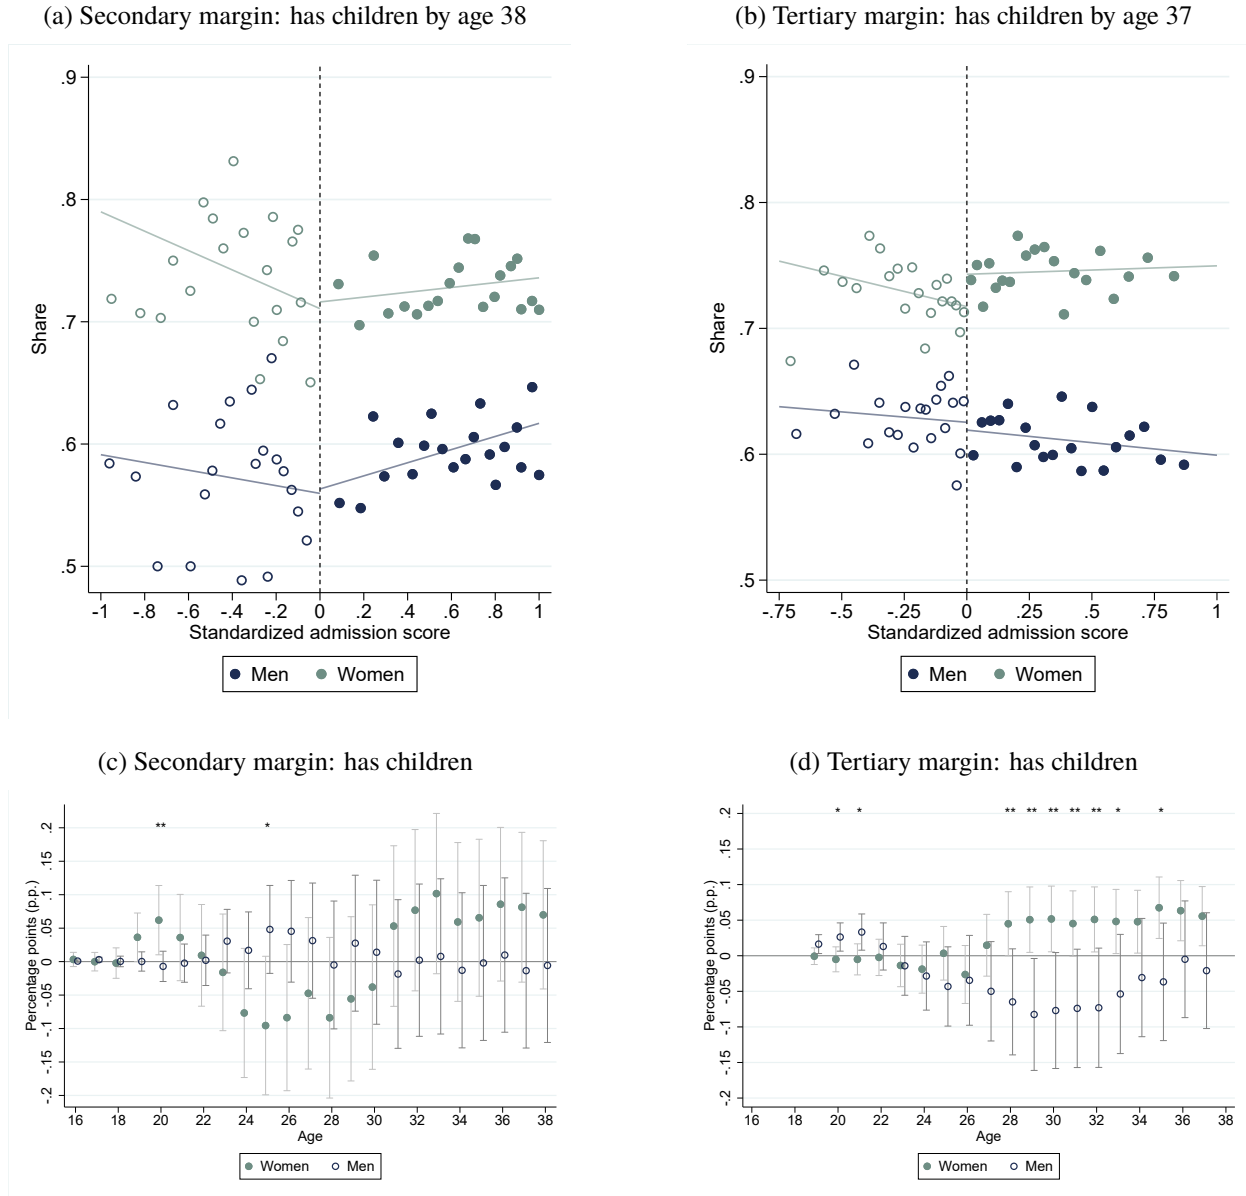 (a) Secondary margin: has children by age 38
.9
.8
.7
.6
.5
Share
-1 -.8 -.6 -.4 -.2 0 .2 .4 .6 .8 1
Standardized admission score
Men Women
(b) Tertiary margin: has children by age 37
.9
.8
.7
.6
.5
Share
-.75 -.5 -.25 0 .25 .5 .75 1
Standardized admission score
Men Women
(c) Secondary margin: has children
** *
.2
.15
.1
.05
0
-.05
-.1
-.15
-.2
Percentage points (p.p.)
16 18 20 22 24 26 28 30 32 34 36 38
Age
Women Men
(d) Tertiary margin: has children
* * ** ** ** ** ** * *
.2
.15
.1
.05
0
-.05
-.1
-.15
-.2
Percentage points (p.p.)
16 18 20 22 24 26 28 30 32 34 36 38
Age
Women Men